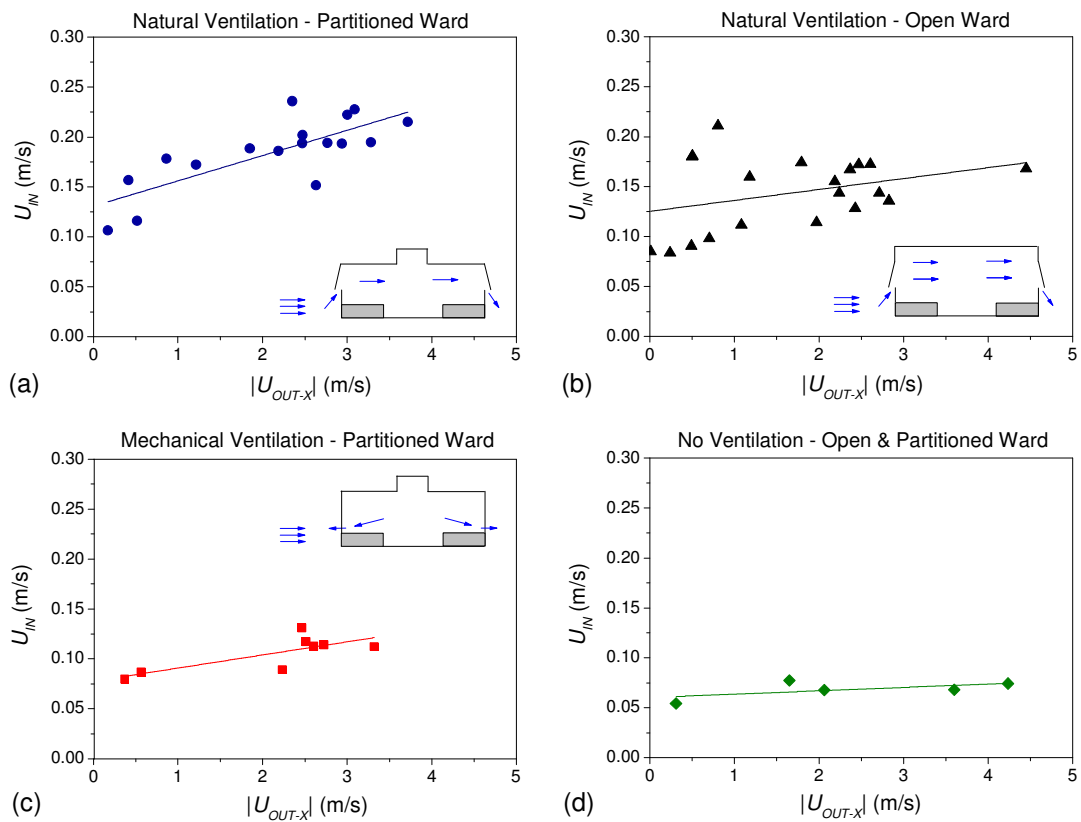 Natural Ventilation - Partitioned Ward
0.30
0.25
0.20
0.15
0.10
0.05
0.00
U_IN (m/s)
0 1 2 3 4 5
(a)
|U_OUT-X| (m/s)
Natural Ventilation - Open Ward
0.30
0.25
0.20
0.15
0.10
0.05
0.00
U_IN (m/s)
0 1 2 3 4 5
(b)
|U_OUT-X| (m/s)
Mechanical Ventilation - Partitioned Ward
0.30
0.25
0.20
0.15
0.10
0.05
0.00
U_IN (m/s)
0 1 2 3 4 5
(c)
|U_OUT-X| (m/s)
No Ventilation - Open & Partitioned Ward
0.30
0.25
0.20
0.15
0.10
0.05
0.00
U_IN (m/s)
0 1 2 3 4 5
(d)
|U_OUT-X| (m/s)